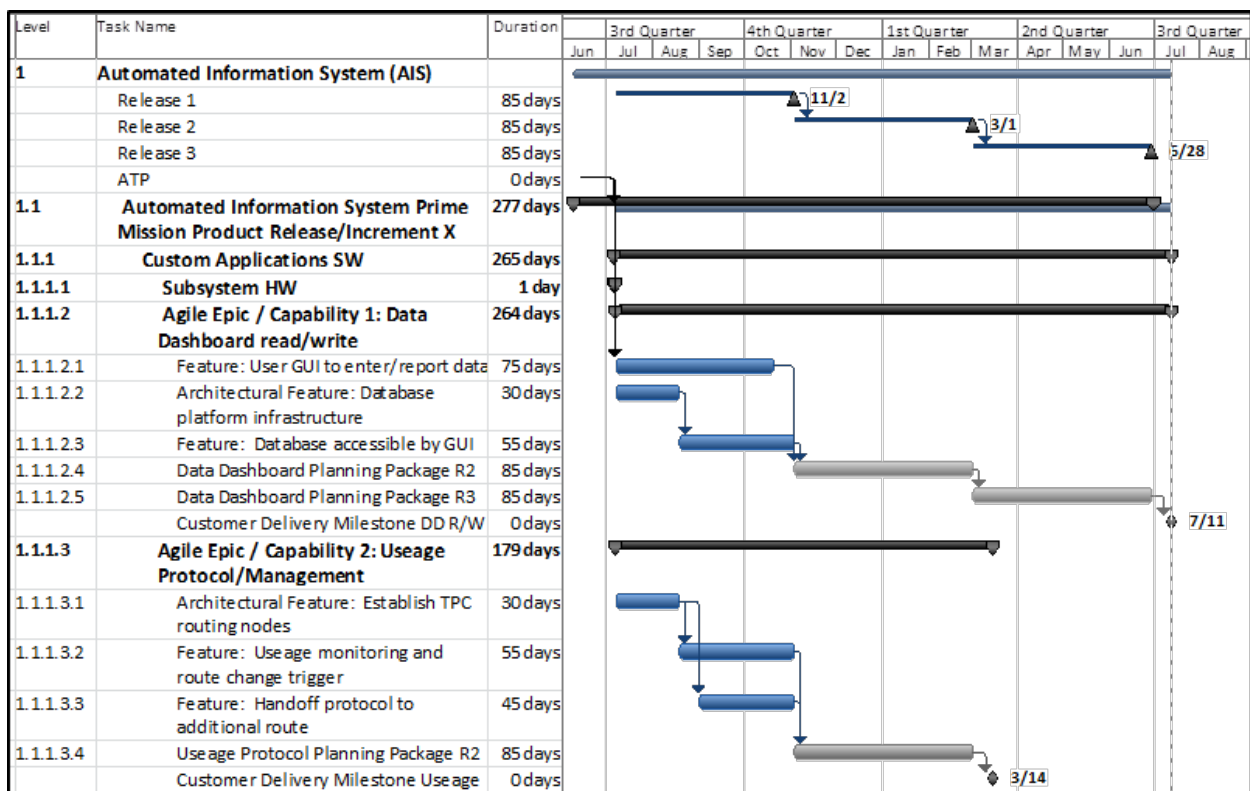 Level Task Name Duration 3rd Quarter 4th Quarter 1st Quarter 2nd Quarter 3rd Quarter
Jun Jul Aug Sep Oct Nov Dec Jan Feb Mar Apr May Jun Jul Aug
1 Automated Information System (AIS)
Release 1 85 days 11/2
Release 2 85 days 3/1
Release 3 85 days 6/28
ATP 0 days
1.1 Automated Information System Prime 277 days
Mission Product Release/Increment X
1.1.1 Custom Applications SW 265 days
1.1.1.1 Subsystem HW 1 day
1.1.1.2 Agile Epic / Capability 1: Data 264 days
Dashboard read/write
1.1.1.2.1 Feature: User GUI to enter/report data 75 days
1.1.1.2.2 Architectural Feature: Database 30 days
platform infrastructure
1.1.1.2.3 Feature: Database accessible by GUI 55 days
1.1.1.2.4 Data Dashboard Planning Package R2 85 days
1.1.1.2.5 Data Dashboard Planning Package R3 85 days
Customer Delivery Milestone DD R/W 0 days 7/11
1.1.1.3 Agile Epic / Capability 2: Useage 179 days
Protocol/Management
1.1.1.3.1 Architectural Feature: Establish TPC 30 days
routing nodes
1.1.1.3.2 Feature: Useage monitoring and 55 days
route change trigger
1.1.1.3.3 Feature: Handoff protocol to 45 days
additional route
1.1.1.3.4 Useage Protocol Planning Package R2 85 days
Customer Delivery Milestone Useage 0 days 3/14